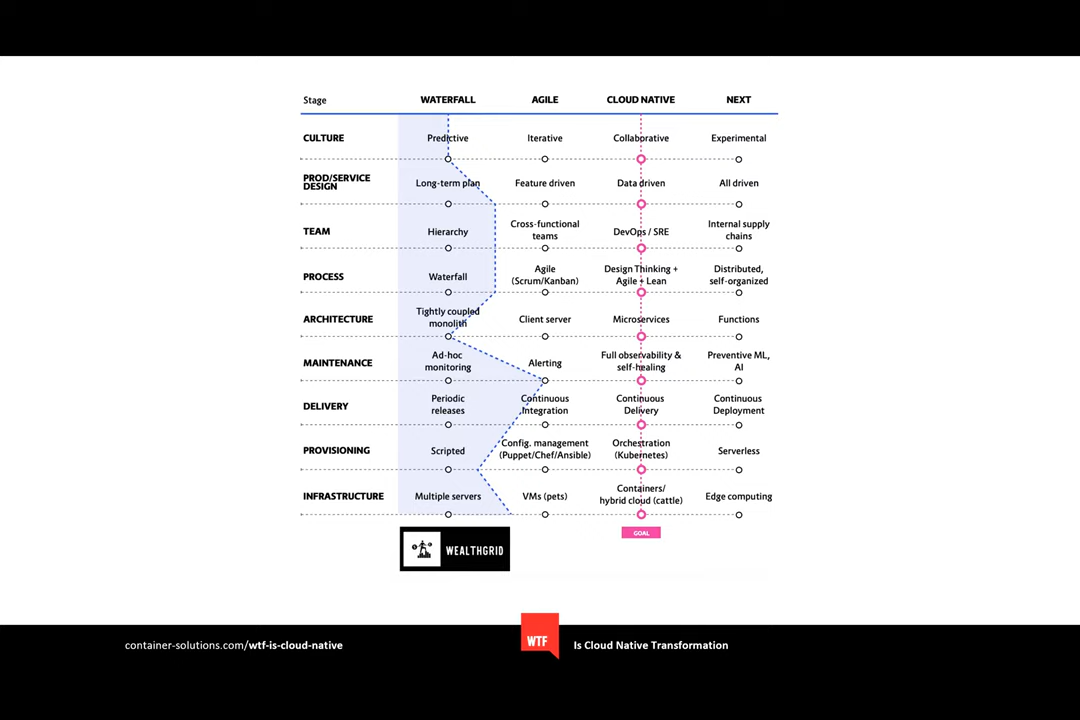 Stage WATERFALL AGILE CLOUD NATIVE NEXT
CULTURE Predictive Iterative Collaborative Experimental
PROD/SERVICE
DESIGN Long-term plan Feature driven Data driven All driven
TEAM Hierarchy Cross-functional
teams DevOps / SRE Internal supply
chains
PROCESS Waterfall Agile
(Scrum/Kanban) Design Thinking +
Agile + Lean Distributed,
self-organized
ARCHITECTURE Tightly coupled
monolith Client server Microservices Functions
MAINTENANCE Ad-hoc
monitoring Alerting Full observability &
self-healing Preventive ML,
AI
DELIVERY Periodic
releases Continuous
Integration Continuous
Delivery Continuous
Deployment
PROVISIONING Scripted Config. management
(Puppet/Chef/Ansible) Orchestration
(Kubernetes) Serverless
INFRASTRUCTURE Multiple servers VMs (pets) Containers/
hybrid cloud (cattle) Edge computing
WEALTHGRID
GOAL
container-solutions.com/wtf-is-cloud-native
WTF Is Cloud Native Transformation